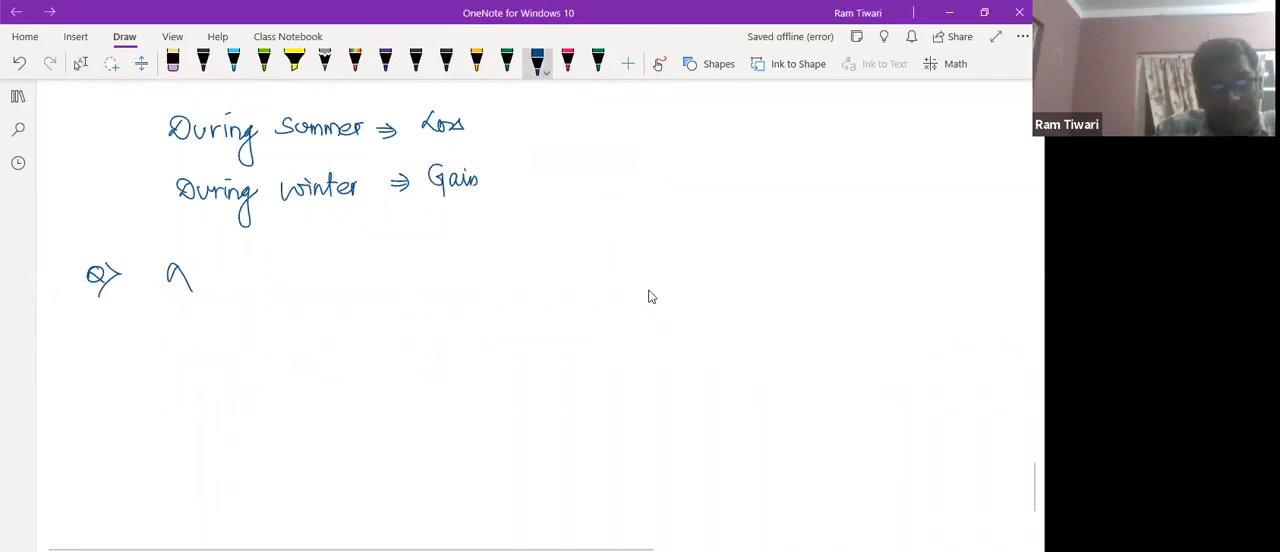 OneNote for Windows 10
Ram Tiwari
Home Insert Draw View Help Class Notebook
Saved offline (error)
Share
Shapes
Ink to Shape
Ink to Text
Math
Ram Tiwari
During Summer ⇒ Loss
During winter ⇒ Gain
Q> A